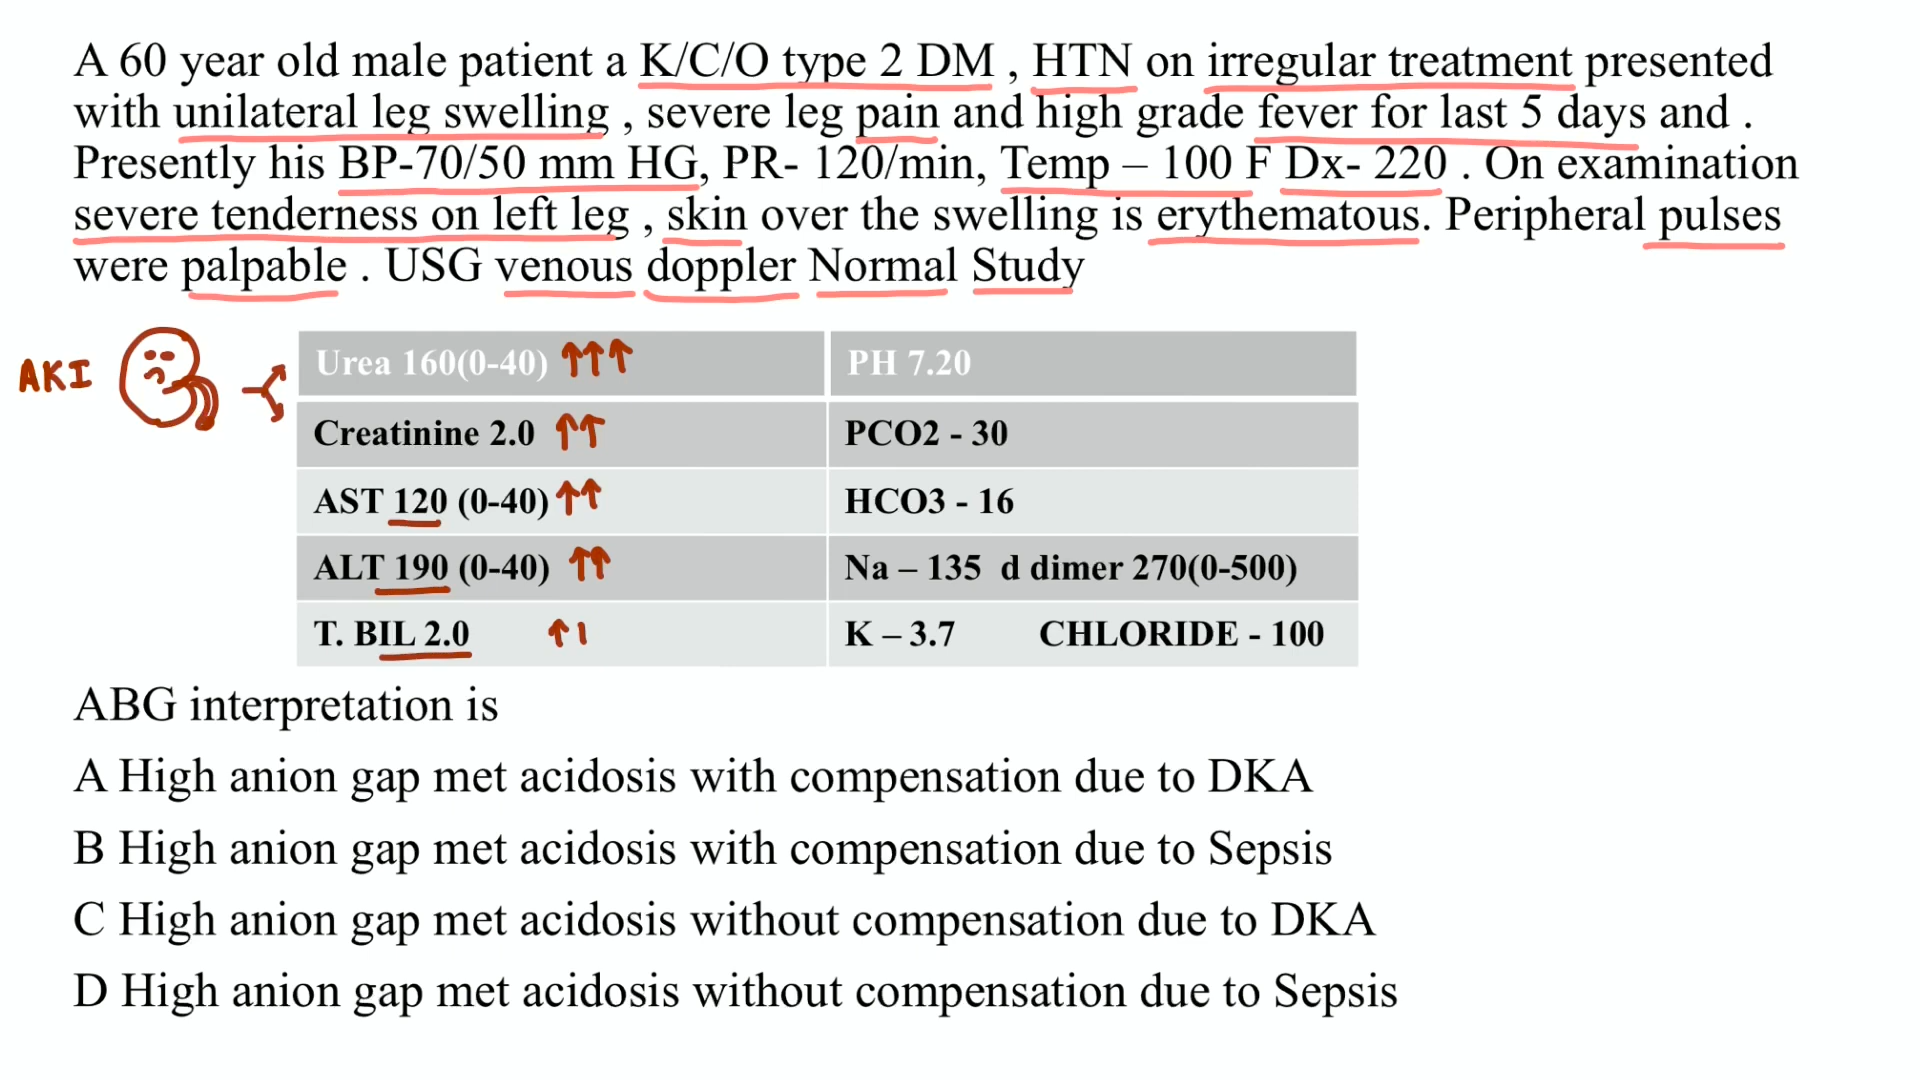 A 60 year old male patient a K/C/O type 2 DM , HTN on irregular treatment presented
with unilateral leg swelling , severe leg pain and high grade fever for last 5 days and .
Presently his BP-70/50 mm HG, PR- 120/min, Temp – 100 F Dx- 220 . On examination
severe tenderness on left leg , skin over the swelling is erythematous. Peripheral pulses
were palpable . USG venous doppler Normal Study
AKI
Urea 160(0-40) ↑↑↑ PH 7.20
Creatinine 2.0 ↑↑ PCO2 - 30
AST 120 (0-40) ↑↑ HCO3 - 16
ALT 190 (0-40) ↑↑ Na – 135 d dimer 270(0-500)
T. BIL 2.0 ↑ K – 3.7 CHLORIDE - 100
ABG interpretation is
A High anion gap met acidosis with compensation due to DKA
B High anion gap met acidosis with compensation due to Sepsis
C High anion gap met acidosis without compensation due to DKA
D High anion gap met acidosis without compensation due to Sepsis